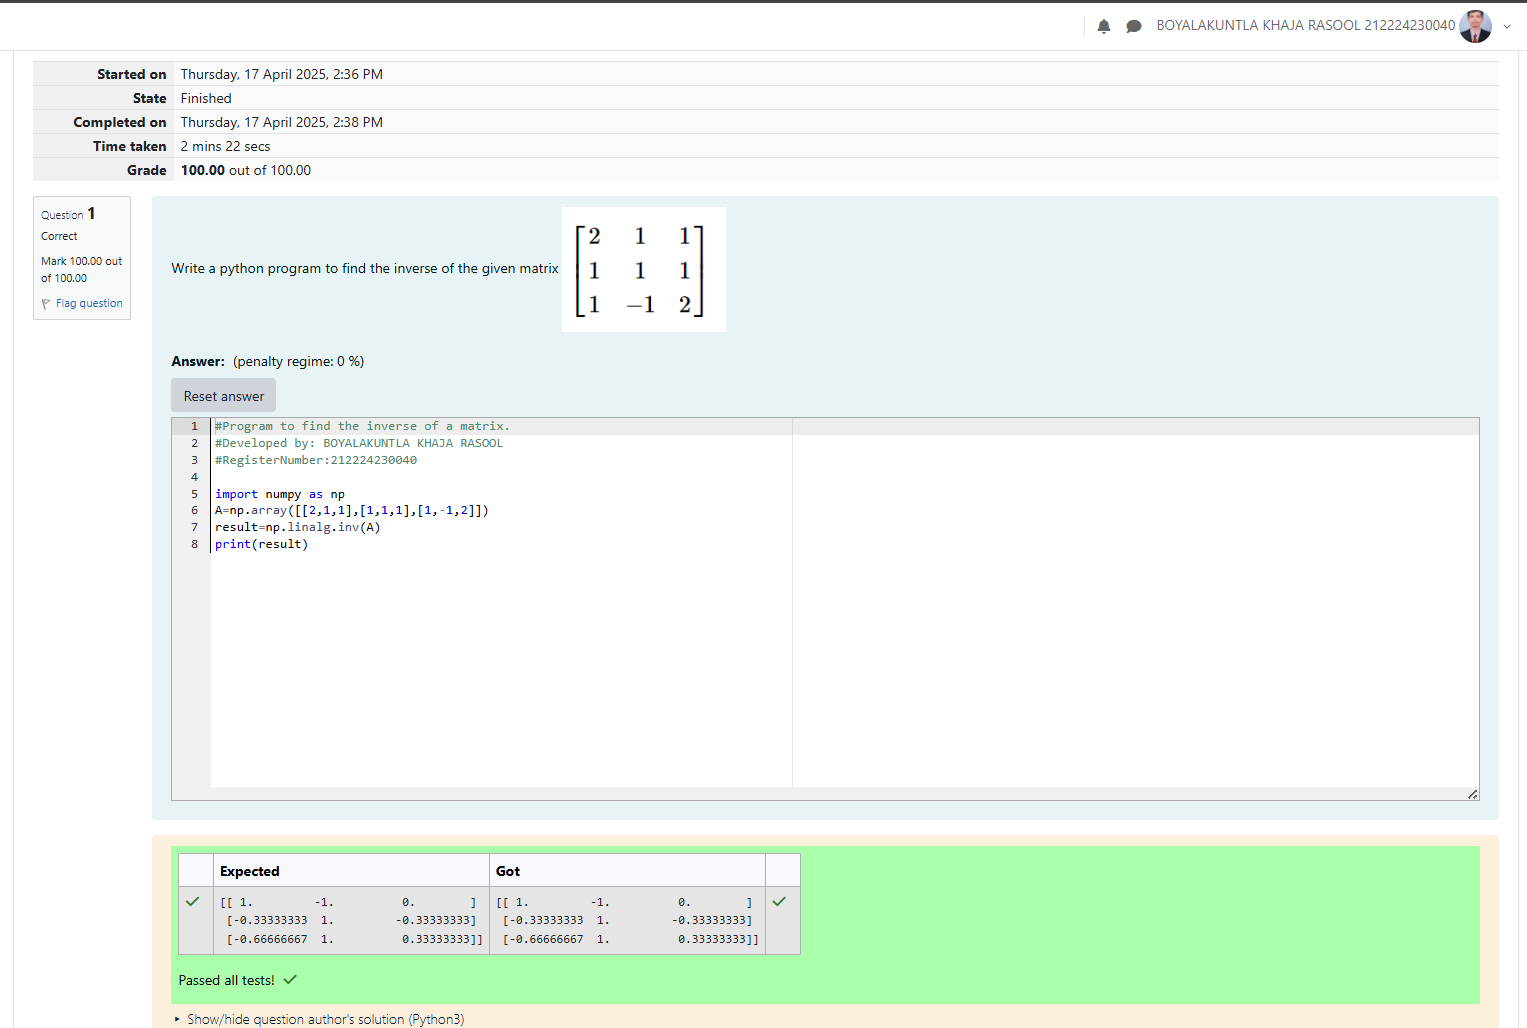 BOYALAKUNTLA KHAJA RASOOL 212224230040
Started on Thursday, 17 April 2025, 2:36 PM
State Finished
Completed on Thursday, 17 April 2025, 2:38 PM
Time taken 2 mins 22 secs
Grade 100.00 out of 100.00
Question 1
Correct
Mark 100.00 out
of 100.00
Flag question
Write a python program to find the inverse of the given matrix
2 1 1
1 1 1
1 −1 2
Answer: (penalty regime: 0 %)
Reset answer
1 #Program to find the inverse of a matrix.
2 #Developed by: BOYALAKUNTLA KHAJA RASOOL
3 #RegisterNumber:212224230040
4
5 import numpy as np
6 A=np.array([[2,1,1],[1,1,1],[1,-1,2]])
7 result=np.linalg.inv(A)
8 print(result)
Expected Got
[[ 1. -1. 0. ] [[ 1. -1. 0. ]
[-0.33333333 1. -0.33333333] [-0.33333333 1. -0.33333333]
[-0.66666667 1. 0.33333333]] [-0.66666667 1. 0.33333333]]
Passed all tests!
Show/hide question author's solution (Python3)